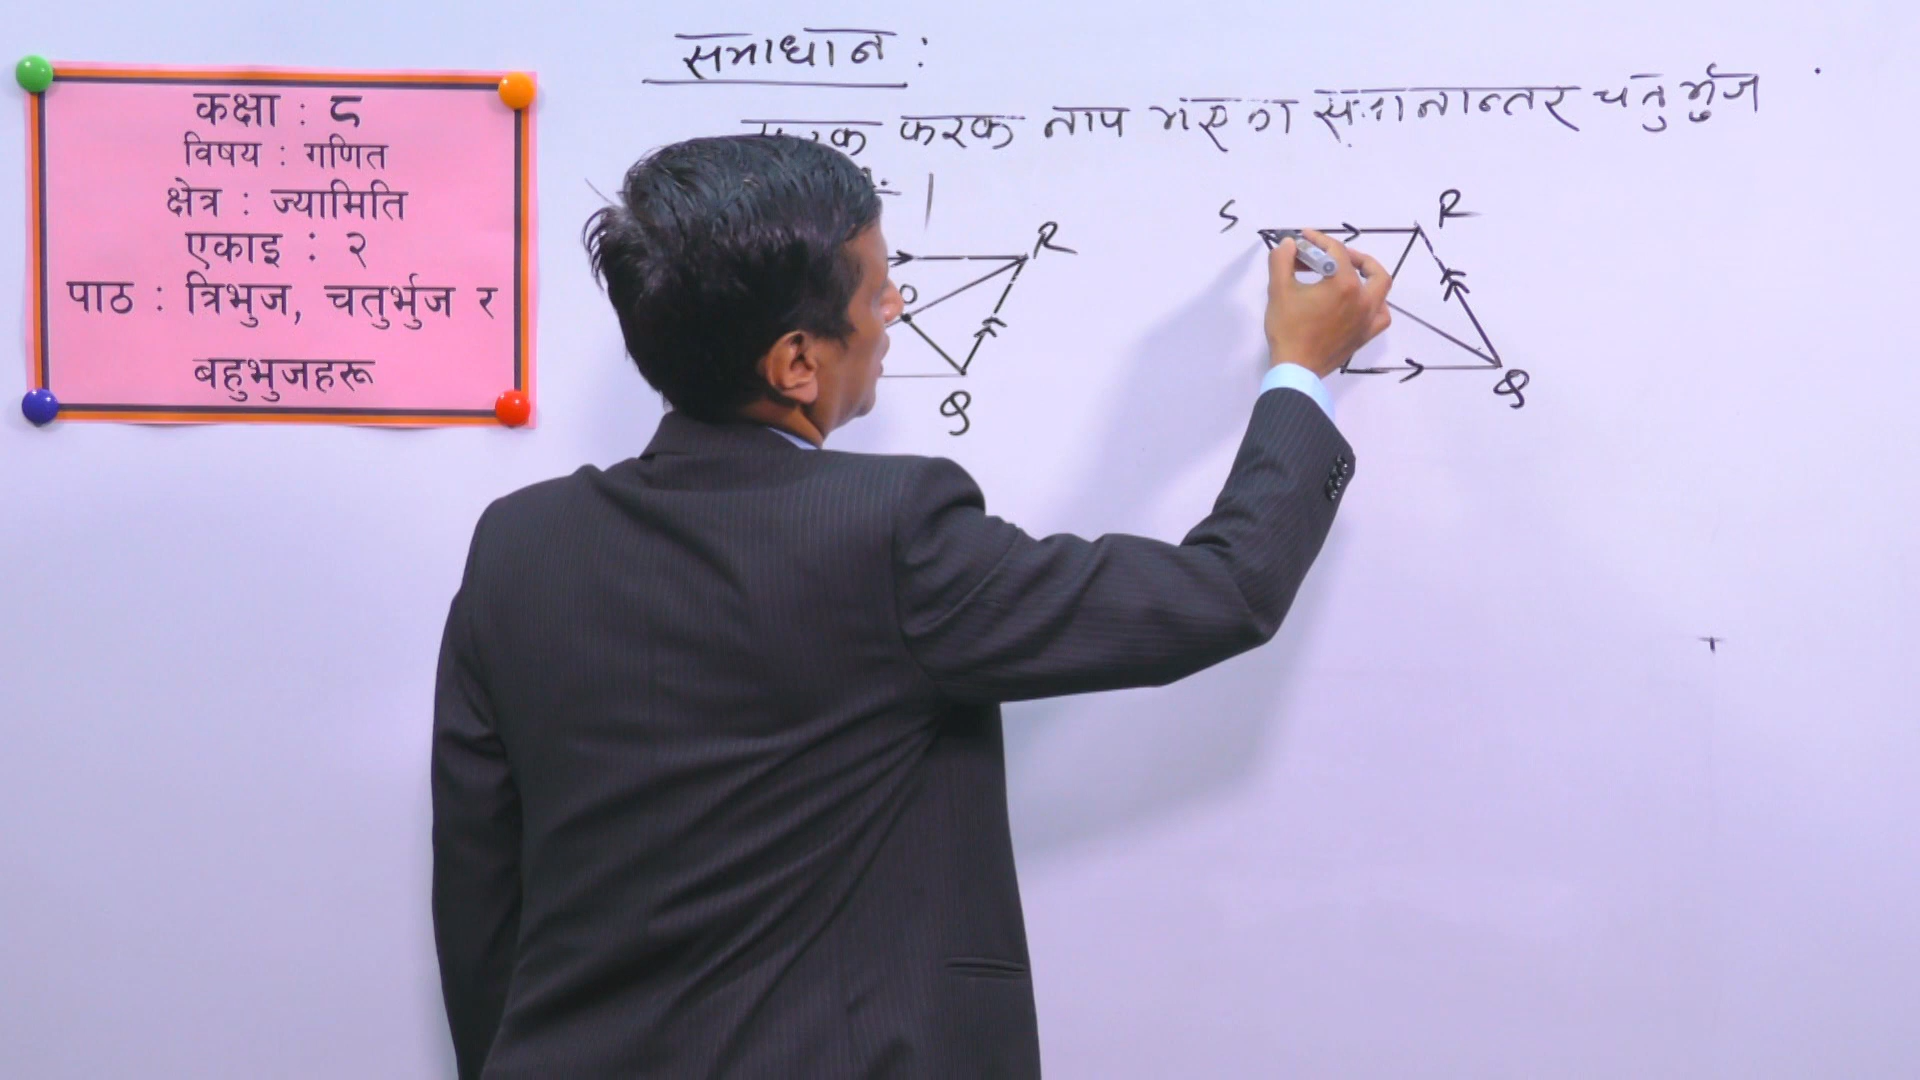 कक्षा : ८
विषय : गणित
क्षेत्र : ज्यामिति
एकाइ : २
पाठ : त्रिभुज, चतुर्भुज र
बहुभुजहरू
समाधान :
फरक नाप भएका समानान्तर चतुर्भुज
R
O
Q
S
R
Q